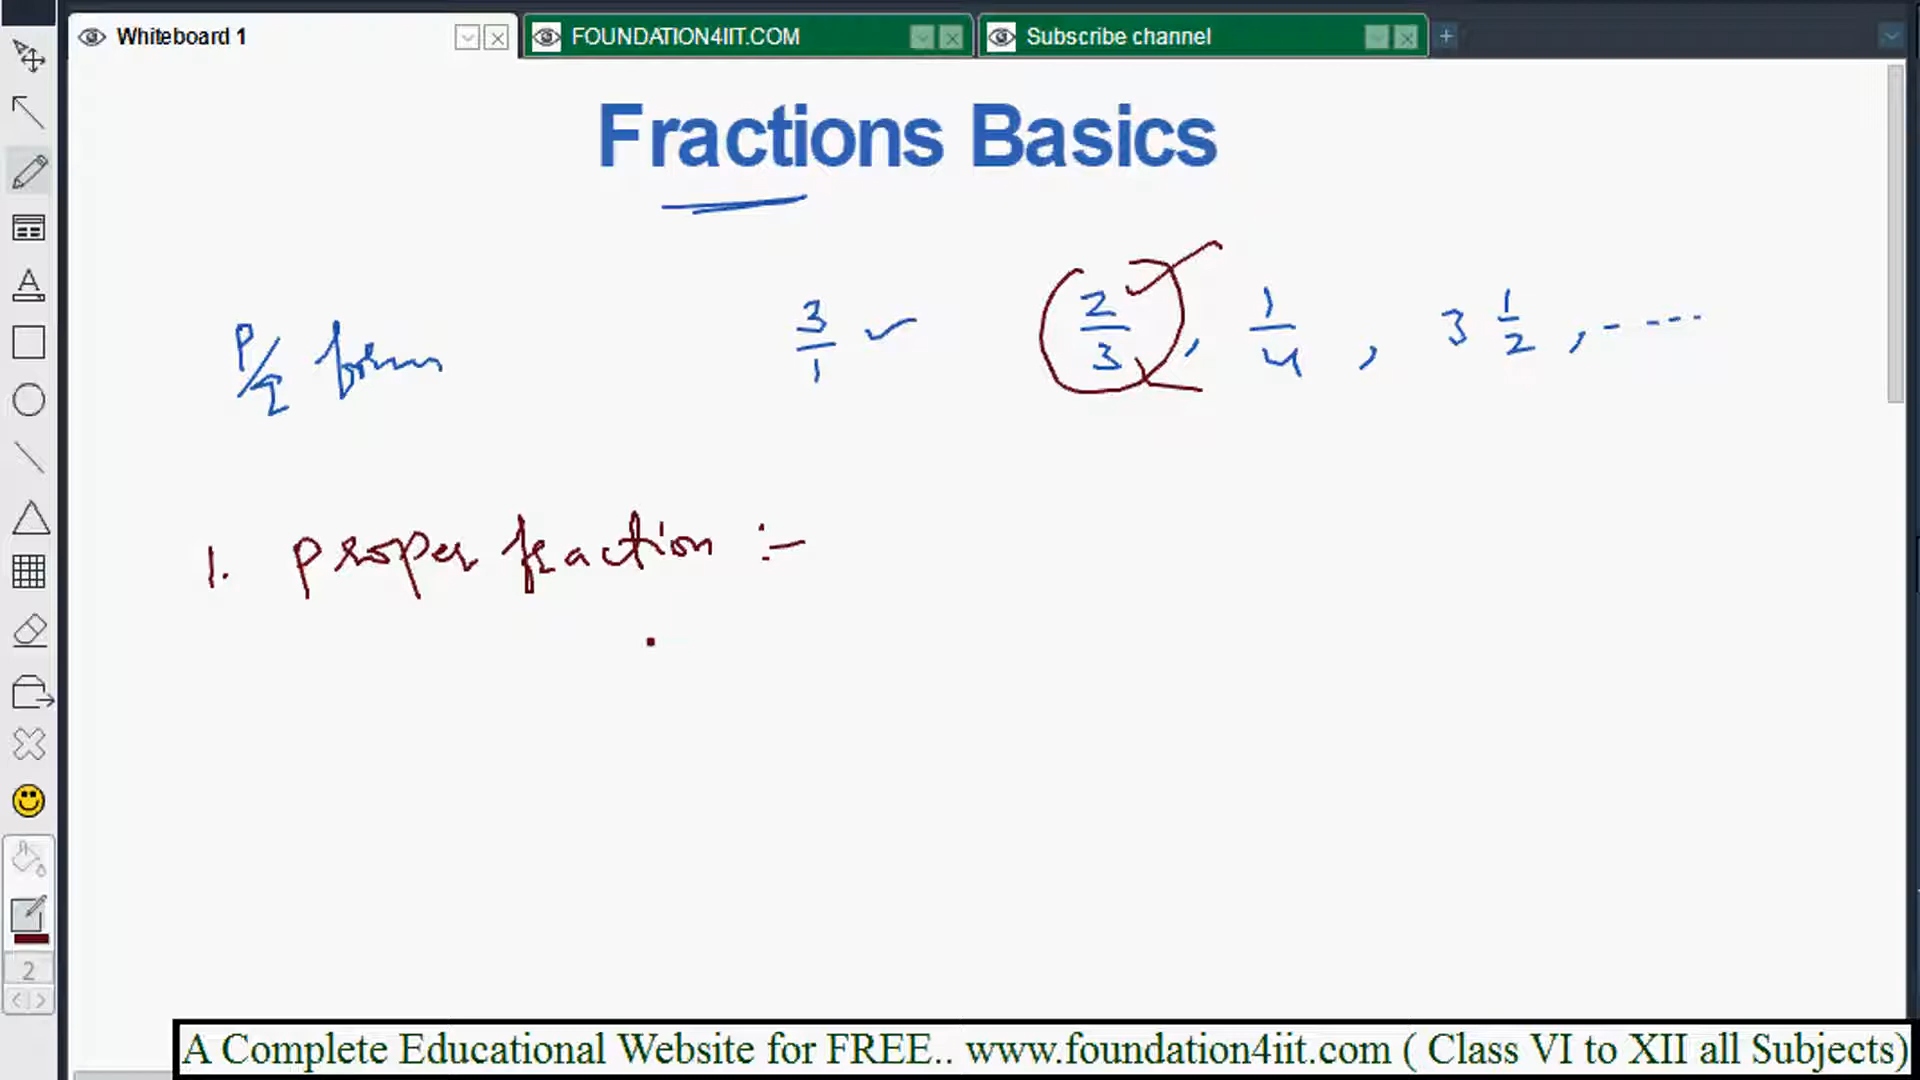 Whiteboard 1 FOUNDATION4IIT.COM Subscribe channel +
Fractions Basics
P/q form 3/1 2/3 , 1/4 , 3 1/2 , ------
1. proper fraction :-
2
A Complete Educational Website for FREE.. www.foundation4iit.com ( Class VI to XII all Subjects)